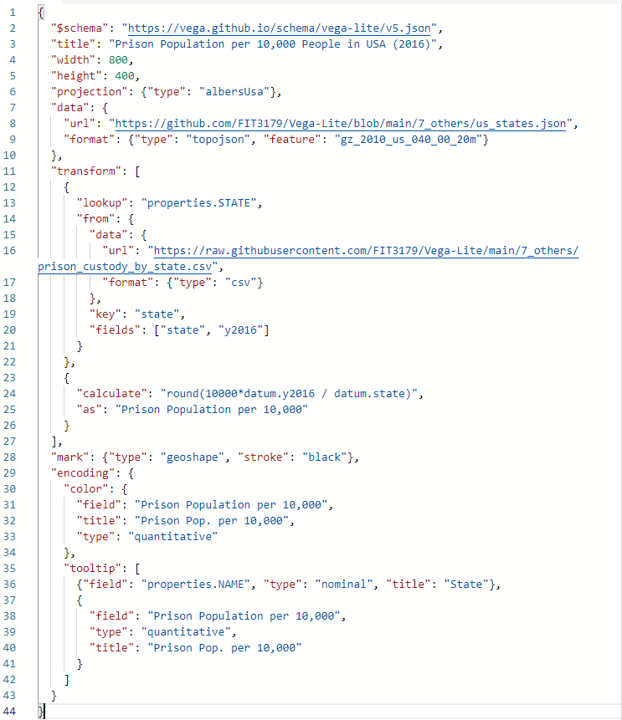 1 {
2 "$schema": "https://vega.github.io/schema/vega-lite/v5.json",
3 "title": "Prison Population per 10,000 People in USA (2016)",
4 "width": 800,
5 "height": 400,
6 "projection": {"type": "albersUsa"},
7 "data": {
8 "url": "https://github.com/FIT3179/Vega-Lite/blob/main/7_others/us_states.json",
9 "format": {"type": "topojson", "feature": "gz_2010_us_040_00_20m"}
10 },
11 "transform": [
12 {
13 "lookup": "properties.STATE",
14 "from": {
15 "data": {
16 "url": "https://raw.githubusercontent.com/FIT3179/Vega-Lite/main/7_others/
prison_custody_by_state.csv",
17 "format": {"type": "csv"}
18 },
19 "key": "state",
20 "fields": ["state", "y2016"]
21 }
22 },
23 {
24 "calculate": "round(10000*datum.y2016 / datum.state)",
25 "as": "Prison Population per 10,000"
26 }
27 ],
28 "mark": {"type": "geoshape", "stroke": "black"},
29 "encoding": {
30 "color": {
31 "field": "Prison Population per 10,000",
32 "title": "Prison Pop. per 10,000",
33 "type": "quantitative"
34 },
35 "tooltip": [
36 {"field": "properties.NAME", "type": "nominal", "title": "State"},
37 {
38 "field": "Prison Population per 10,000",
39 "type": "quantitative",
40 "title": "Prison Pop. per 10,000"
41 }
42 ]
43 }
44 }